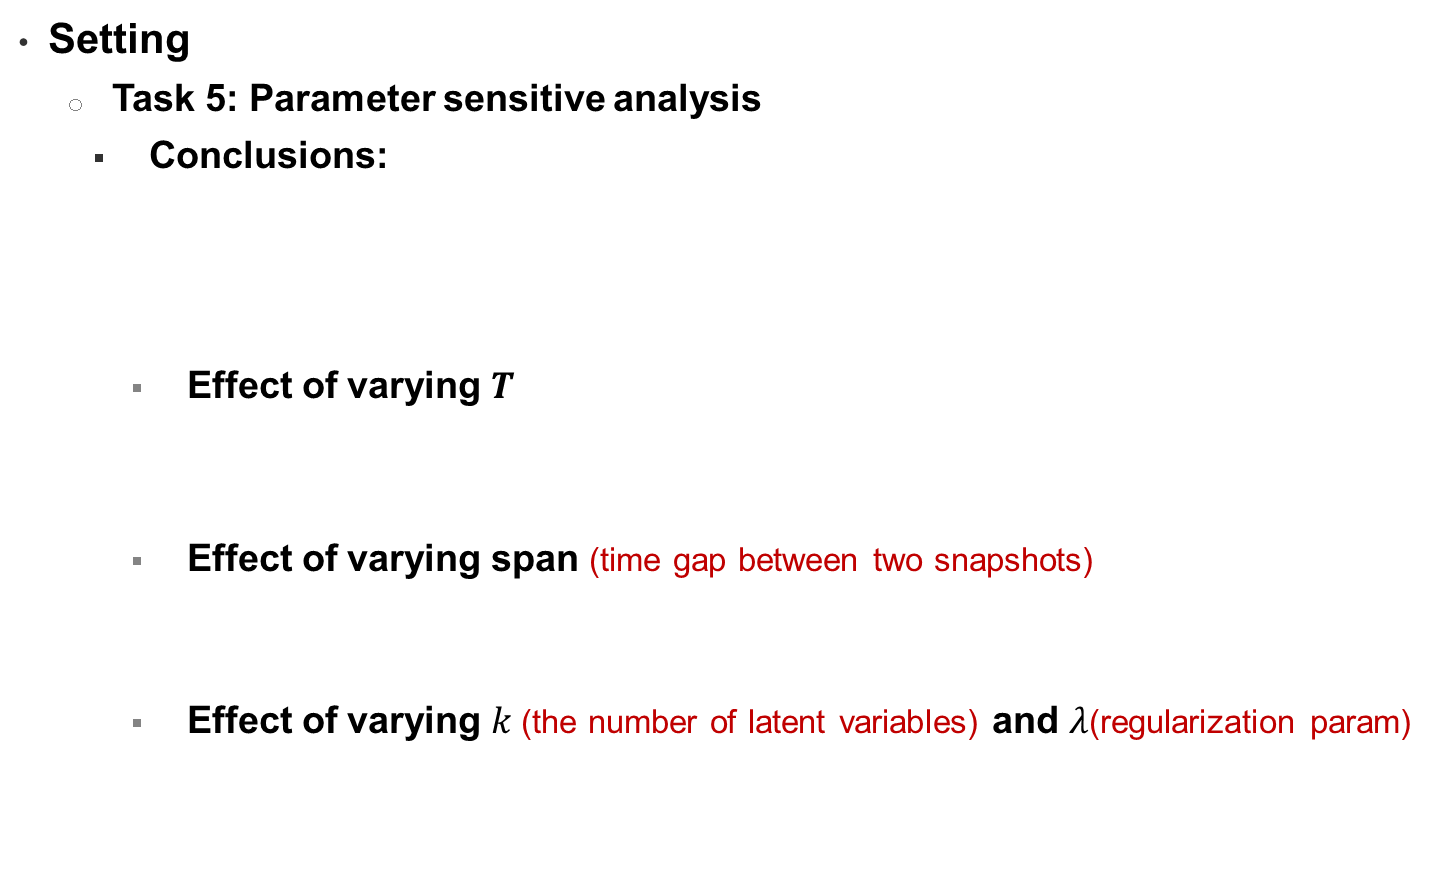 • Setting
○ Task 5: Parameter sensitive analysis
▪ Conclusions:
▪ Effect of varying T
▪ Effect of varying span (time gap between two snapshots)
▪ Effect of varying k (the number of latent variables) and λ(regularization param)